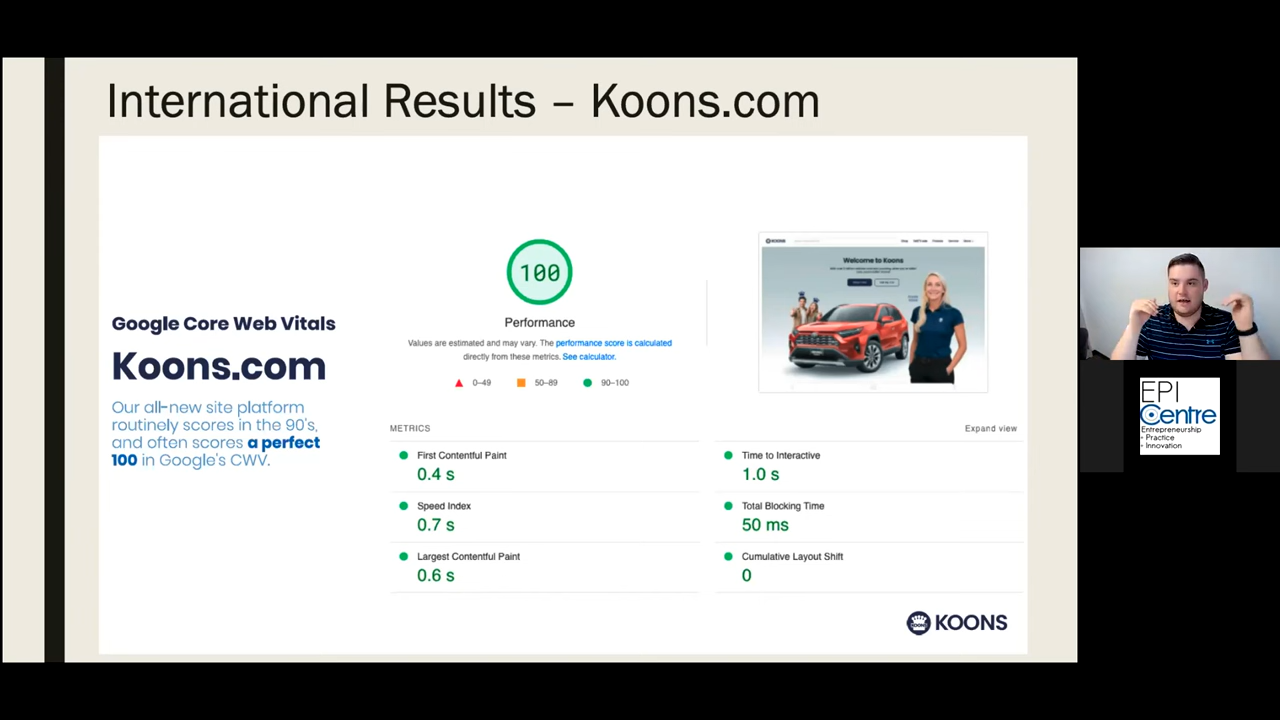 International Results – Koons.com
Google Core Web Vitals
Koons.com
Our all-new site platform
routinely scores in the 90's,
and often scores a perfect
100 in Google's CWV.
100
Performance
Values are estimated and may vary. The performance score is calculated
directly from these metrics. See calculator.
0–49
50–89
90–100
KOONS
Welcome to Koons
METRICS
Expand view
First Contentful Paint
0.4 s
Time to Interactive
1.0 s
Speed Index
0.7 s
Total Blocking Time
50 ms
Largest Contentful Paint
0.6 s
Cumulative Layout Shift
0
KOONS
EPI
Centre
Entrepreneurship
+ Practice
+ Innovation